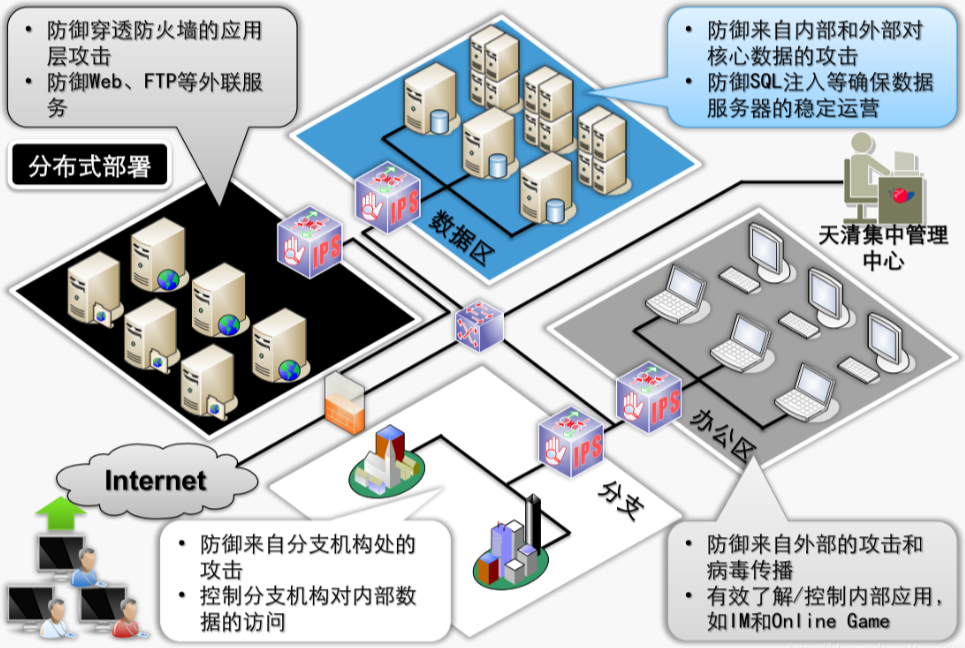 • 防御穿透防火墙的应用
层攻击
• 防御Web、FTP等外联服
务
• 防御来自内部和外部对
核心数据的攻击
• 防御SQL注入等确保数据
服务器的稳定运营
分布式部署
IPS
IPS
数据区
天清集中管理
中心
IPS
IPS
办公区
Internet
分支
• 防御来自分支机构处的
攻击
• 控制分支机构对内部数
据的访问
• 防御来自外部的攻击和
病毒传播
• 有效了解/控制内部应用，
如IM和Online Game